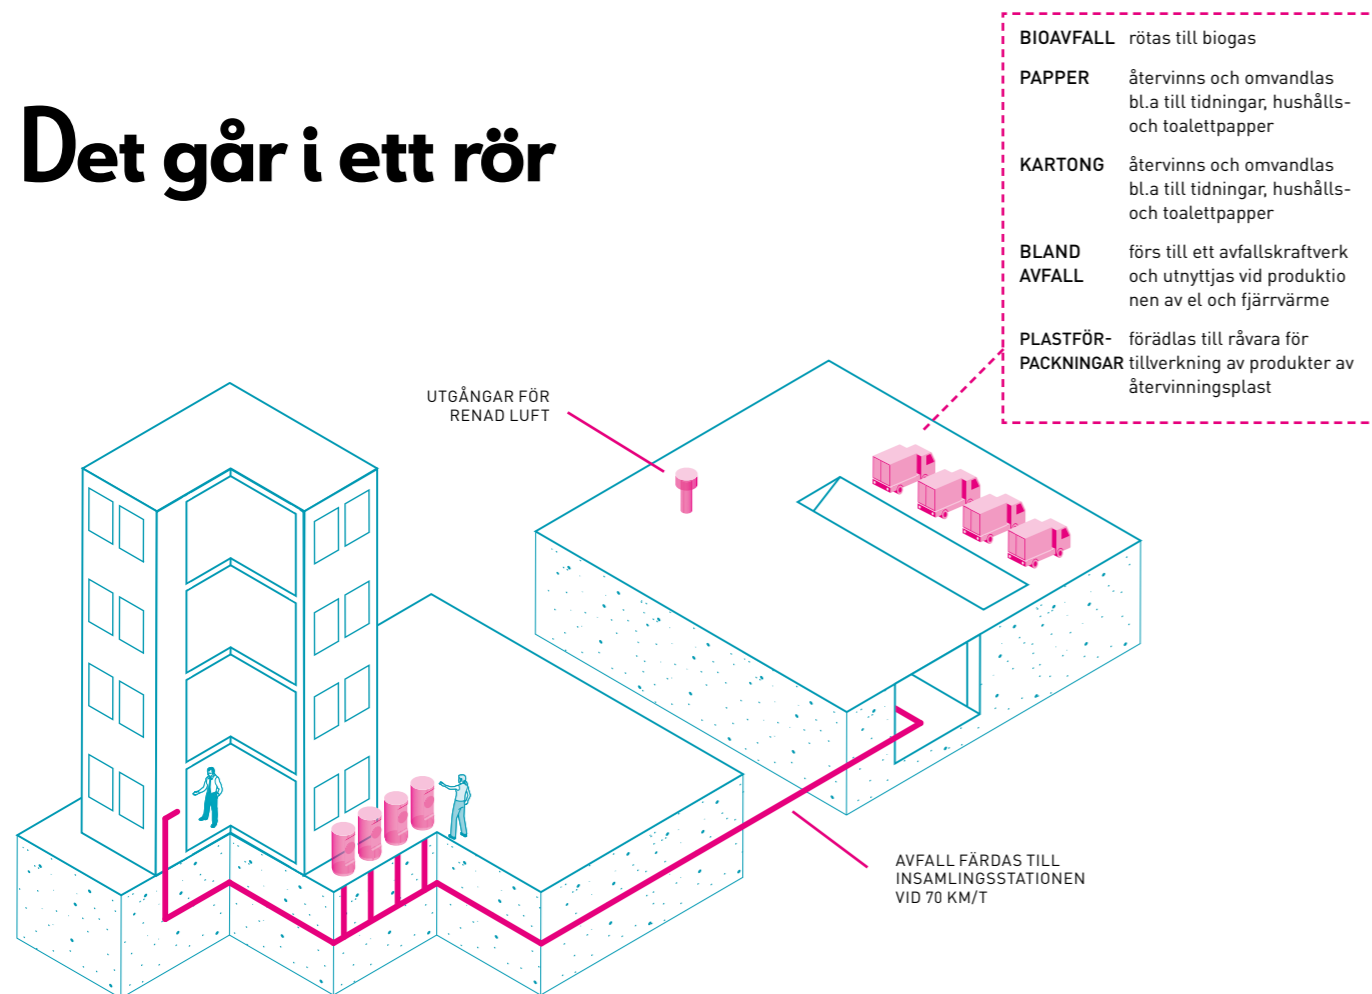 Det går i ett rör
BIOAVFALL rötas till biogas
PAPPER återvinns och omvandlas
bl.a till tidningar, hushålls-
och toalettpapper
KARTONG återvinns och omvandlas
bl.a till tidningar, hushålls-
och toalettpapper
BLAND förs till ett avfallskraftverk
AVFALL och utnyttjas vid produktio
nen av el och fjärrvärme
PLASTFÖR- förädlas till råvara för
PACKNINGAR tillverkning av produkter av
återvinningsplast
UTGÅNGAR FÖR
RENAD LUFT
AVFALL FÄRDAS TILL
INSAMLINGSSTATIONEN
VID 70 KM/T